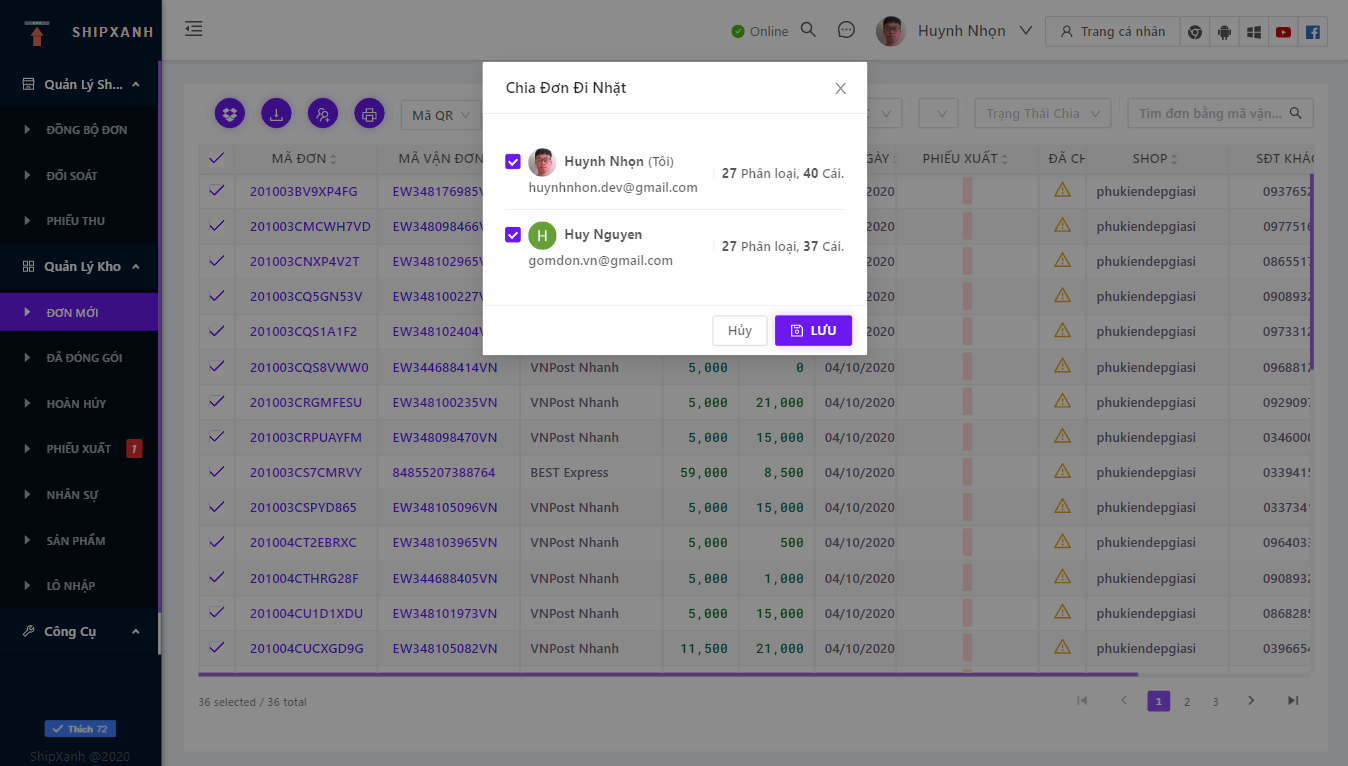 SHIPXANH
Online
Huynh Nhọn
Trang cá nhân
Quản Lý Sh...
ĐỒNG BỘ ĐƠN
ĐỐI SOÁT
PHIẾU THU
Quản Lý Kho
ĐƠN MỚI
ĐÃ ĐÓNG GÓI
HOÀN HỦY
PHIẾU XUẤT 1
NHÂN SỰ
SẢN PHẨM
LÔ NHẬP
Công Cụ
Thích 72
ShipXanh @2020
Chia Đơn Đi Nhặt
Huynh Nhọn (Tôi)
huynhnhon.dev@gmail.com
27 Phân loại, 40 Cái.
H Huy Nguyen
gomdon.vn@gmail.com
27 Phân loại, 37 Cái.
Hủy LƯU
Mã QR
Trạng Thái Chia
Tìm đơn bằng mã vận...
MÃ ĐƠN MÃ VẬN ĐƠN GÀY PHIẾU XUẤT ĐÃ CH SHOP SĐT KHÁC
201003BV9XP4FG EW348176985V 2020 phukiendepgiasi 0937652
201003CMCWH7VD EW348098466V 2020 phukiendepgiasi 0977516
201003CNXP4V2T EW348102965V 2020 phukiendepgiasi 0865517
201003CQ5GN53V EW348100227V 2020 phukiendepgiasi 0908932
201003CQS1A1F2 EW348102404V 2020 phukiendepgiasi 0973312
201003CQS8VWW0 EW344688414VN VNPost Nhanh 5,000 0 04/10/2020 phukiendepgiasi 0968812
201003CRGMFESU EW348100235VN VNPost Nhanh 5,000 21,000 04/10/2020 phukiendepgiasi 0929097
201003CRPUAYFM EW348098470VN VNPost Nhanh 5,000 15,000 04/10/2020 phukiendepgiasi 0346000
201003CS7CMRVY 84855207388764 BEST Express 59,000 8,500 04/10/2020 phukiendepgiasi 0339415
201003CSPYD865 EW348105096VN VNPost Nhanh 5,000 15,000 04/10/2020 phukiendepgiasi 0337341
201004CT2EBRXC EW348103965VN VNPost Nhanh 5,000 500 04/10/2020 phukiendepgiasi 0964033
201004CTHRG28F EW344688405VN VNPost Nhanh 5,000 1,000 04/10/2020 phukiendepgiasi 0908932
201004CU1D1XDU EW348101973VN VNPost Nhanh 5,000 15,000 04/10/2020 phukiendepgiasi 0868285
201004CUCXGD9G EW348105082VN VNPost Nhanh 11,500 21,000 04/10/2020 phukiendepgiasi 0396654
36 selected / 36 total
1 2 3